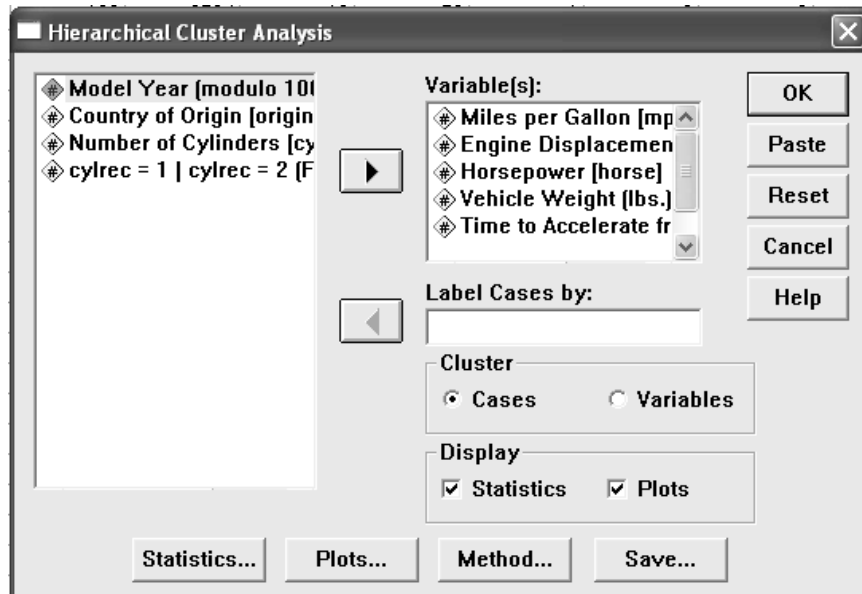 Hierarchical Cluster Analysis
Model Year (modulo 10
Country of Origin [origin
Number of Cylinders [cy
cylrec = 1 | cylrec = 2 (F
Variable(s):
Miles per Gallon [mp
Engine Displacemen
Horsepower [horse]
Vehicle Weight (lbs.)
Time to Accelerate fr
Label Cases by:
Cluster
Cases Variables
Display
Statistics Plots
OK
Paste
Reset
Cancel
Help
Statistics... Plots... Method... Save...